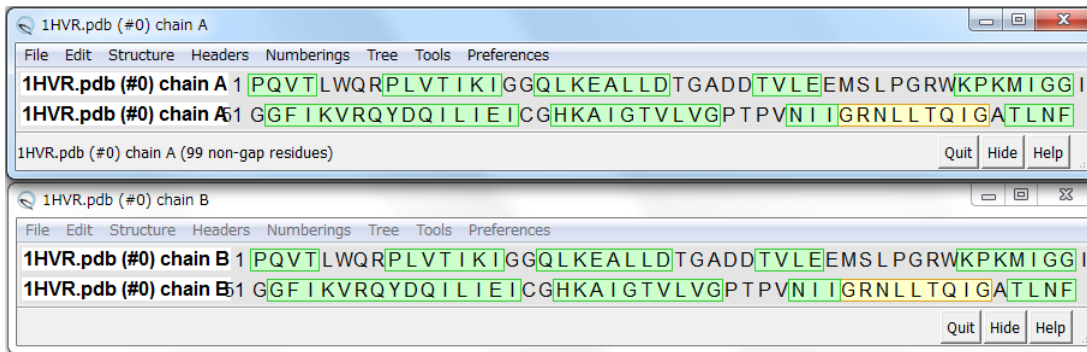 1HVR.pdb (#0) chain A
File Edit Structure Headers Numberings Tree Tools Preferences
1HVR.pdb (#0) chain A 1 PQVTLWQRPLVTIKIGGQLKEALLDTGADDTVLEEMSLPGRWKPKMIGGI
1HVR.pdb (#0) chain A 51 GGFIKVRQYDQILIEICGHKAIGTVLVGPTPVNIIGRNLLTQIGATLNF
1HVR.pdb (#0) chain A (99 non-gap residues) Quit Hide Help
1HVR.pdb (#0) chain B
File Edit Structure Headers Numberings Tree Tools Preferences
1HVR.pdb (#0) chain B 1 PQVTLWQRPLVTIKIGGQLKEALLDTGADDTVLEEMSLPGRWKPKMIGGI
1HVR.pdb (#0) chain B 51 GGFIKVRQYDQILIEICGHKAIGTVLVGPTPVNIIGRNLLTQIGATLNF
Quit Hide Help